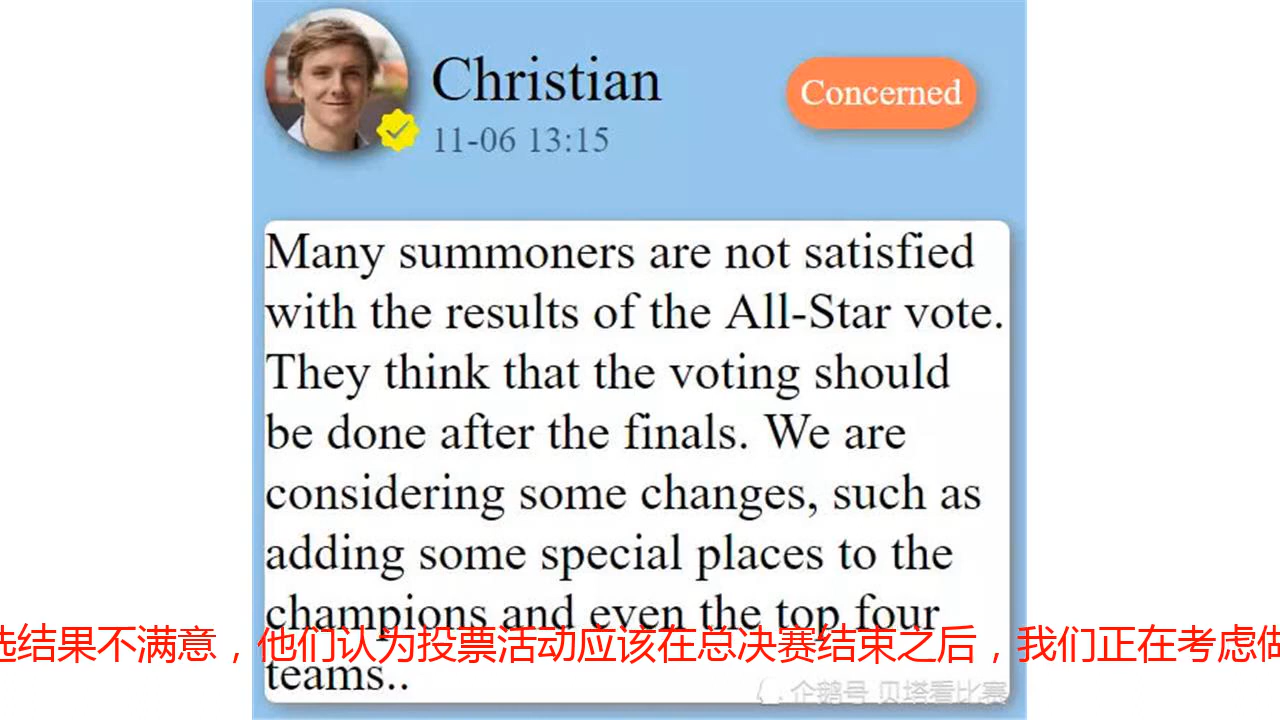 Christian
Concerned
11-06 13:15
Many summoners are not satisfied
with the results of the All-Star vote.
They think that the voting should
be done after the finals. We are
considering some changes, such as
adding some special places to the
champions and even the top four
选结果不满意，他们认为投票活动应该在总决赛结束之后，我们正在考虑做
teams..
企鹅号 贝塔看比赛